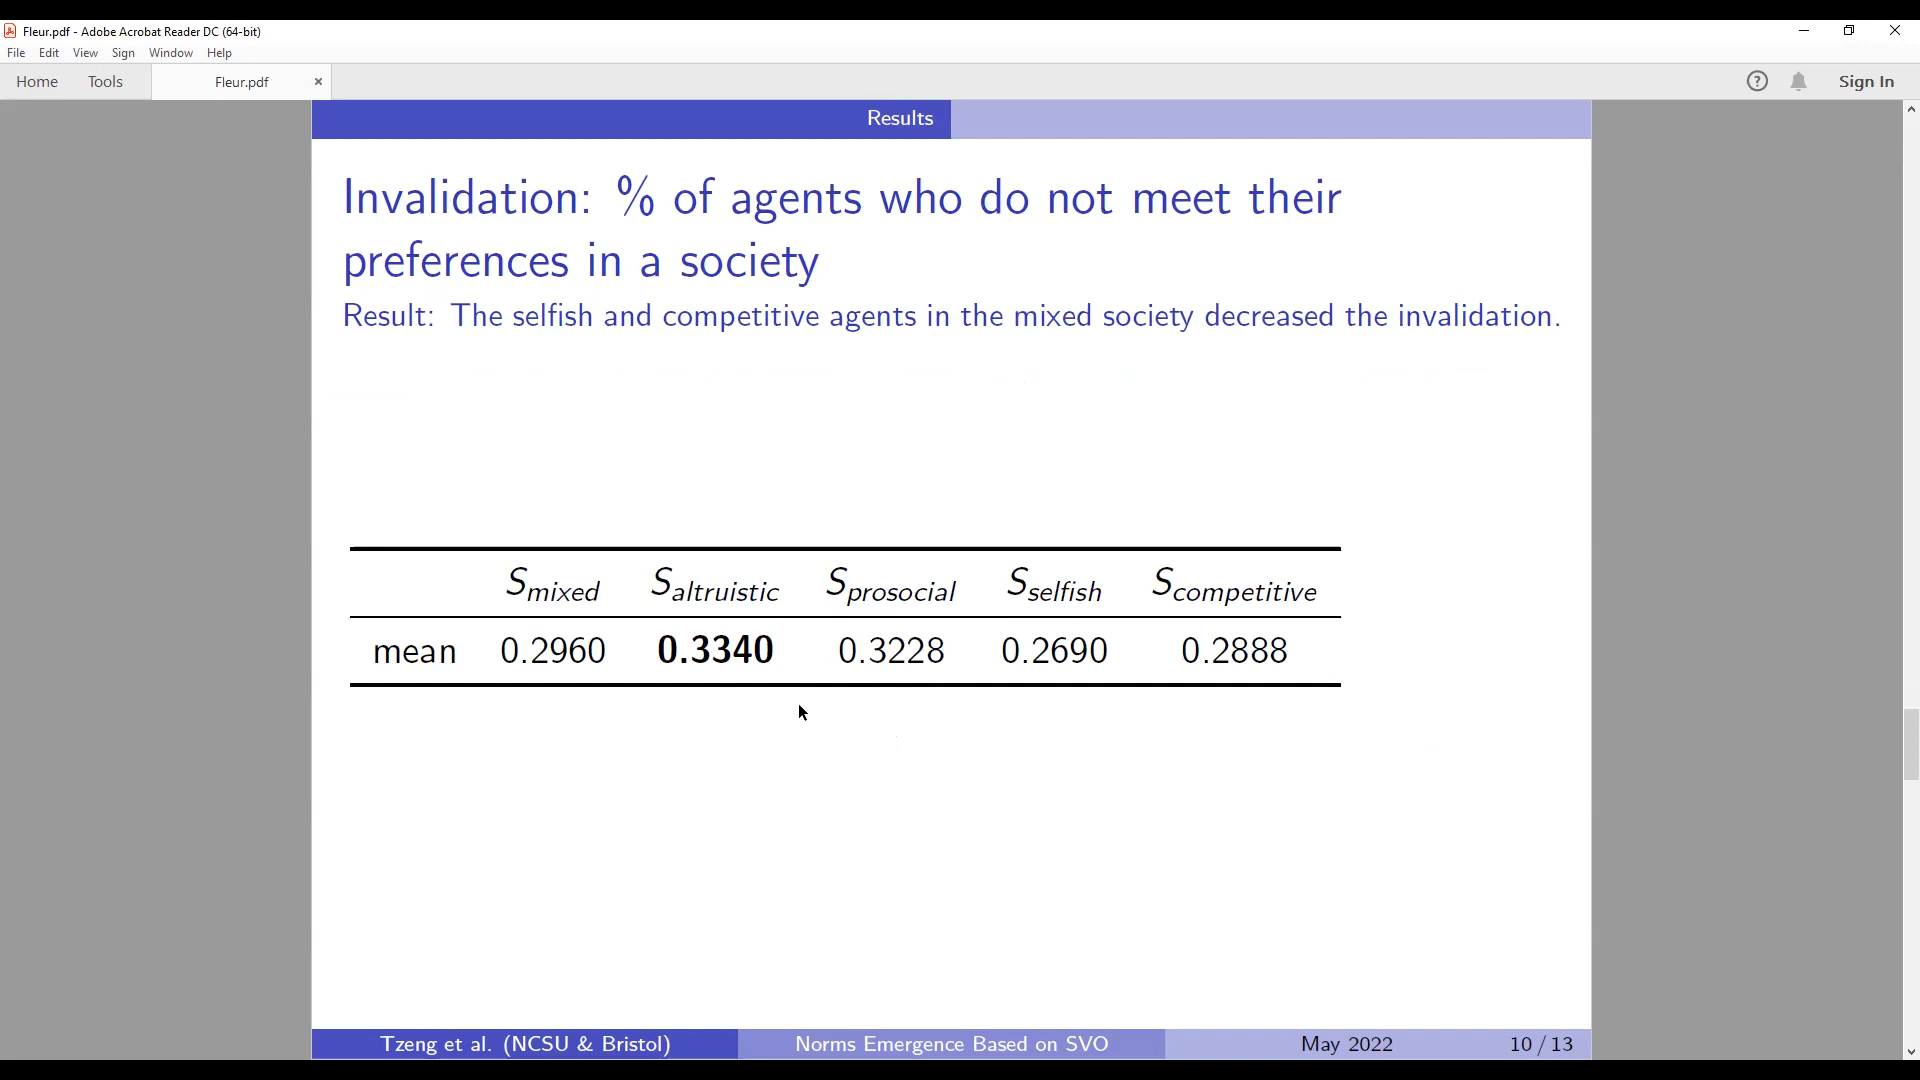 Fleur.pdf - Adobe Acrobat Reader DC (64-bit)
File Edit View Sign Window Help
Home Tools Fleur.pdf × ? Sign In
Results
Invalidation: % of agents who do not meet their
preferences in a society
Result: The selfish and competitive agents in the mixed society decreased the invalidation.
S_mixed S_altruistic S_prosocial S_selfish S_competitive
mean 0.2960 0.3340 0.3228 0.2690 0.2888
Tzeng et al. (NCSU & Bristol) Norms Emergence Based on SVO May 2022 10 / 13